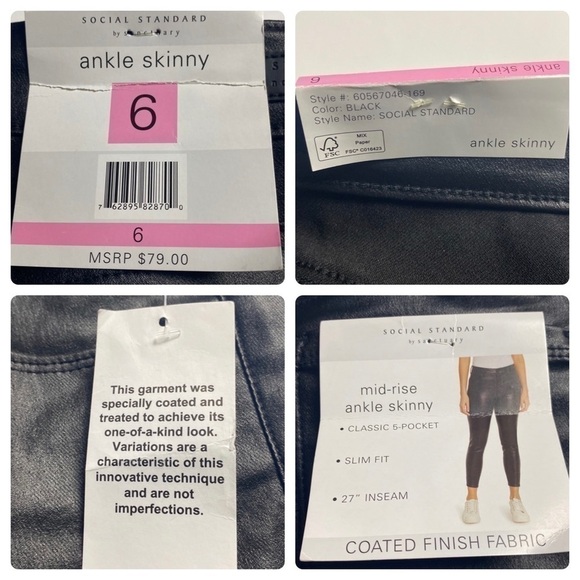 SOCIAL STANDARD
by sanctuary
ankle skinny
6
7 62895 82870 0
6
MSRP $79.00
6 ankle skinny
Style #: 60567046-169
Color: BLACK
Style Name: SOCIAL STANDARD
FSC
MIX
Paper
FSC® C016423
ankle skinny
This garment was
specially coated and
treated to achieve its
one-of-a-kind look.
Variations are a
characteristic of this
innovative technique
and are not
imperfections.
SOCIAL STANDARD
by sanctuary
mid-rise
ankle skinny
• CLASSIC 5-POCKET
• SLIM FIT
• 27" INSEAM
COATED FINISH FABRIC